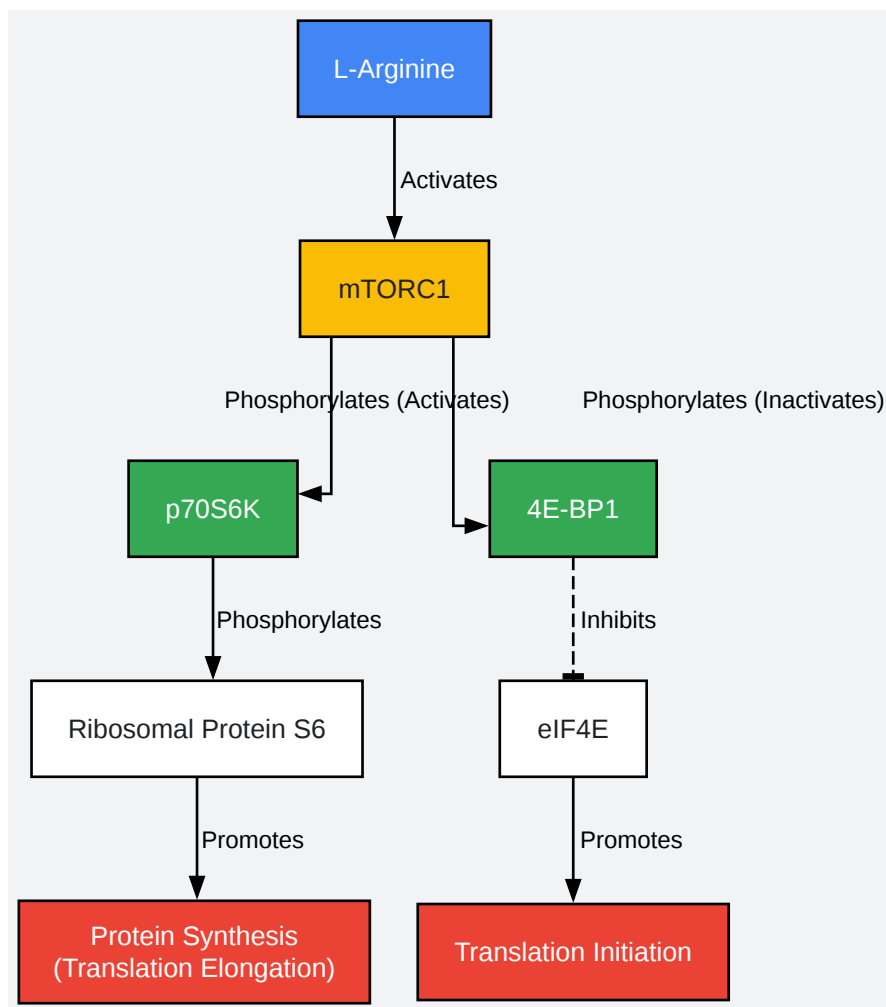 L-Arginine
Activates
mTORC1
Phosphorylates (Activates)
Phosphorylates (Inactivates)
p70S6K
4E-BP1
Phosphorylates
Inhibits
Ribosomal Protein S6
eIF4E
Promotes
Promotes
Protein Synthesis
(Translation Elongation)
Translation Initiation